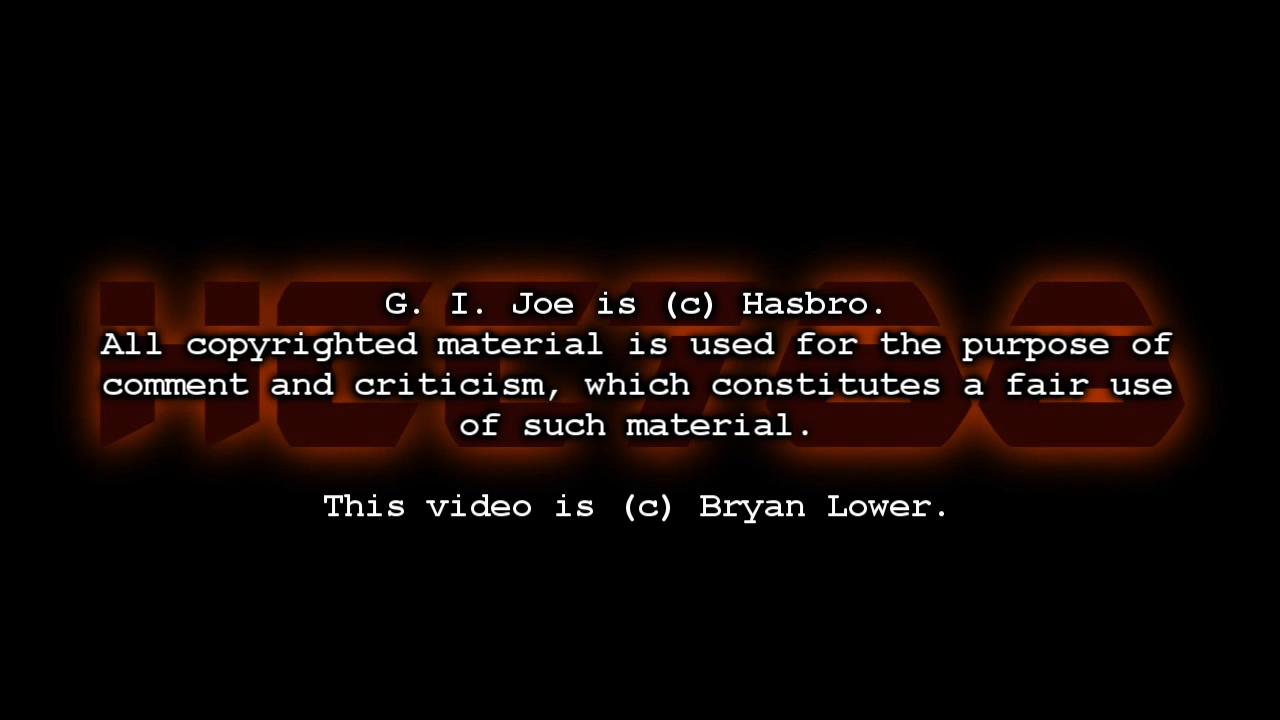 HCC788
G. I. Joe is (c) Hasbro.
All copyrighted material is used for the purpose of
comment and criticism, which constitutes a fair use
of such material.
This video is (c) Bryan Lower.